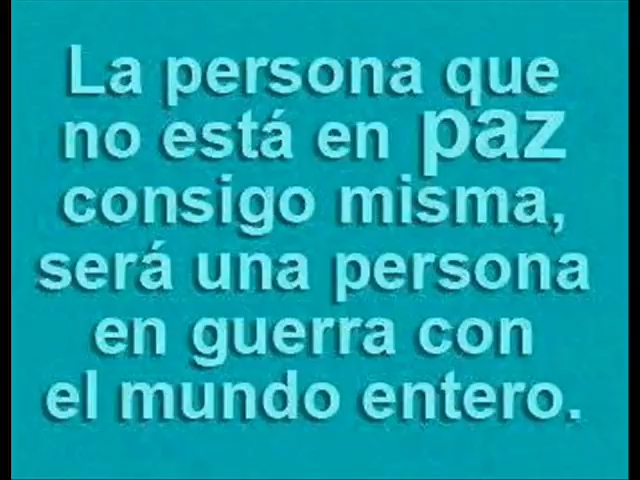 La persona que
no está en paz
consigo misma,
será una persona
en guerra con
el mundo entero.